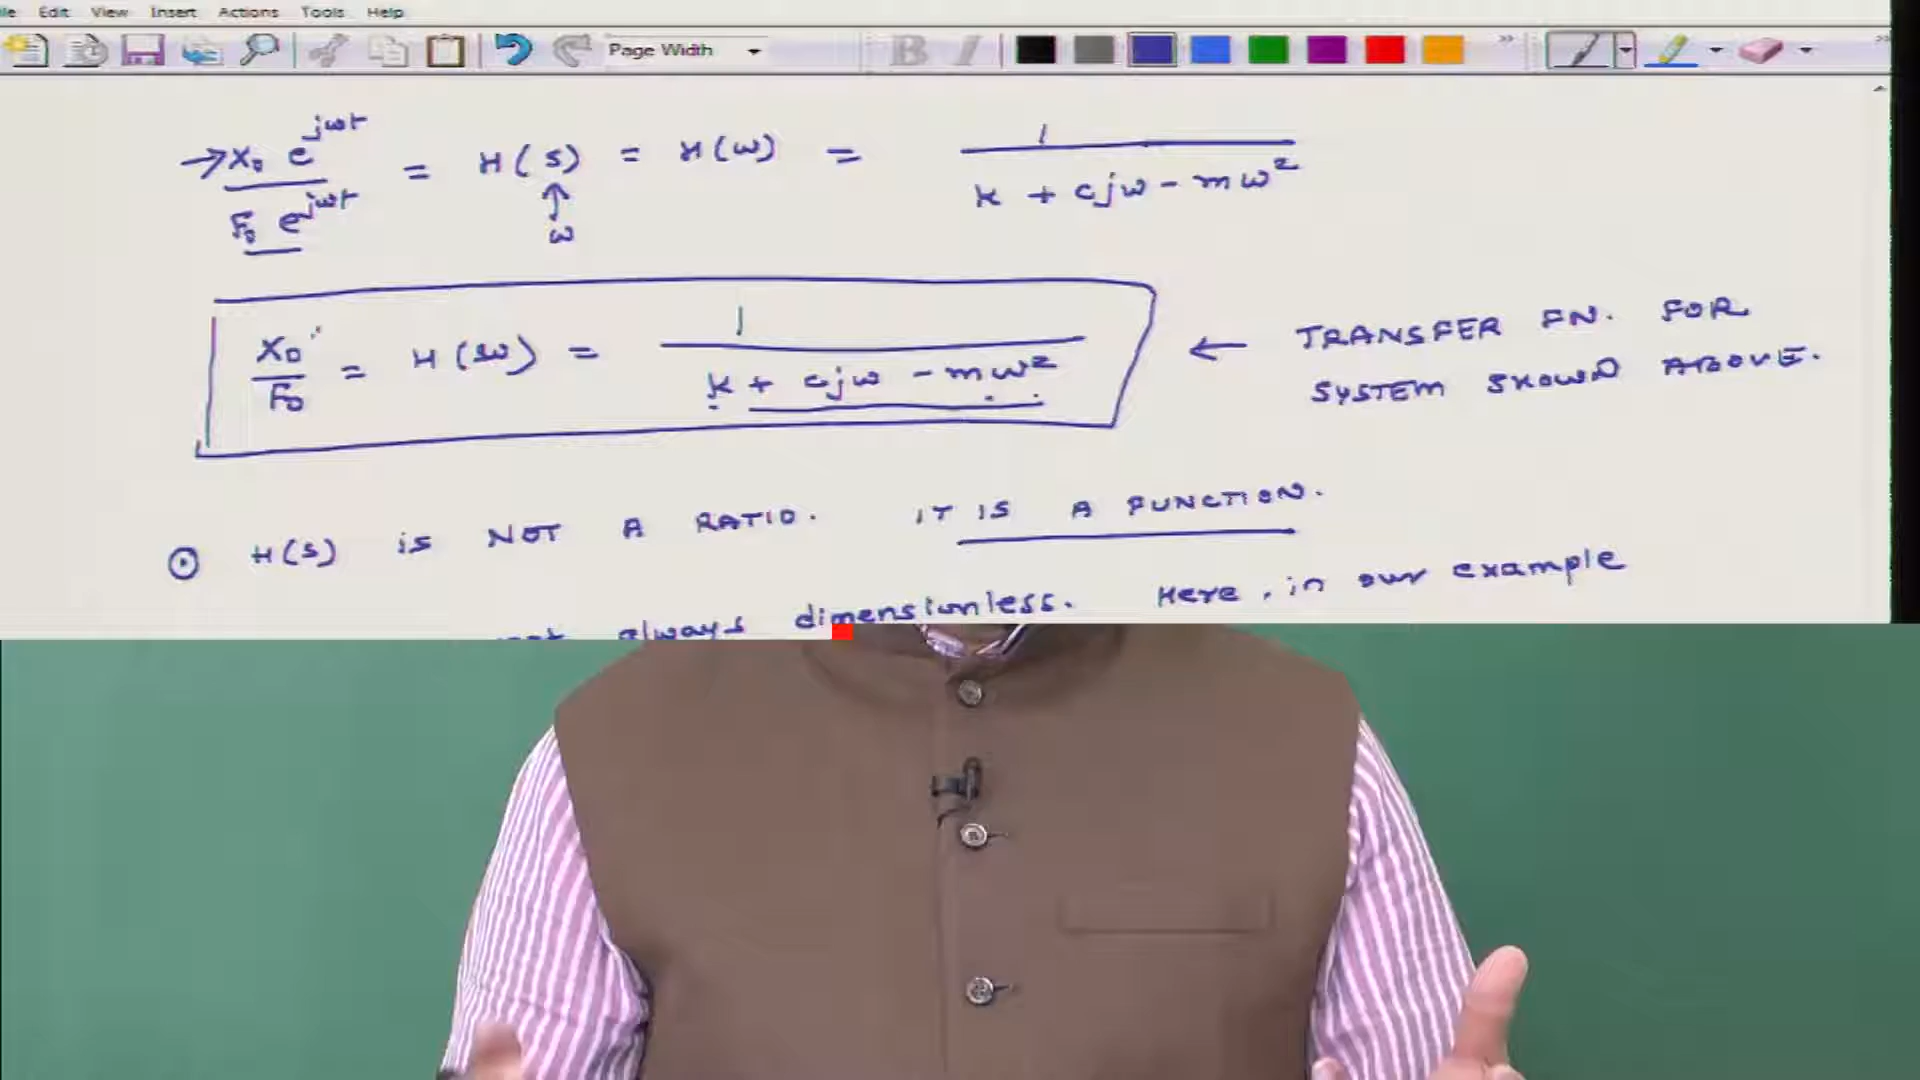 Edit View Insert Actions Tools Help
Page Width
→ X₀ e^jωt / F₀ e^jωt = H(s) = H(ω) = 1 / k + cjω - mω²
↑
ω
X₀ / F₀ = H(ω) = 1 / k + cjω - mω² ← TRANSFER FN. FOR
SYSTEM SHOWN ABOVE.
⊙ H(s) is NOT A RATIO. IT IS A FUNCTION.
always dimensionless. Here, in our example